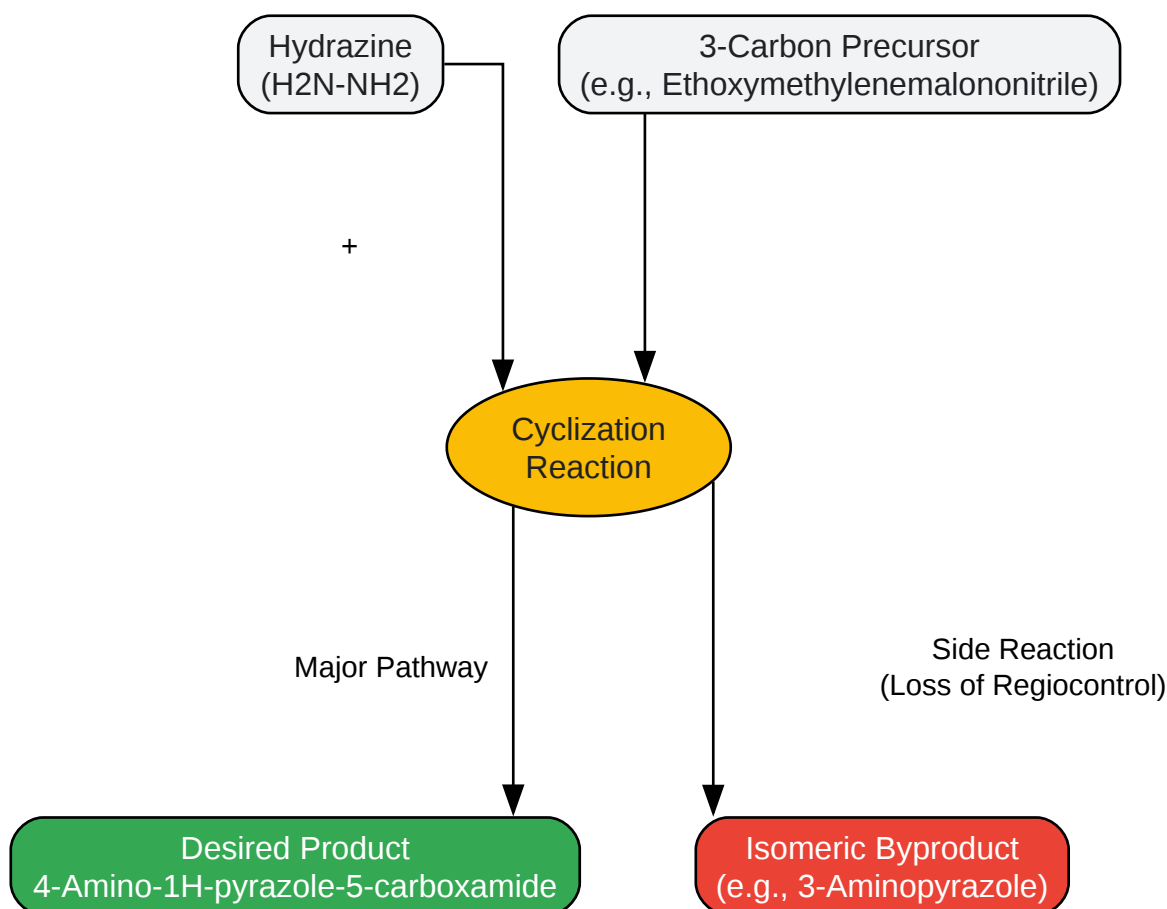 Hydrazine
(H2N-NH2)
3-Carbon Precursor
(e.g., Ethoxymethylenemalononitrile)
+
Cyclization
Reaction
Major Pathway
Side Reaction
(Loss of Regiocontrol)
Desired Product
4-Amino-1H-pyrazole-5-carboxamide
Isomeric Byproduct
(e.g., 3-Aminopyrazole)